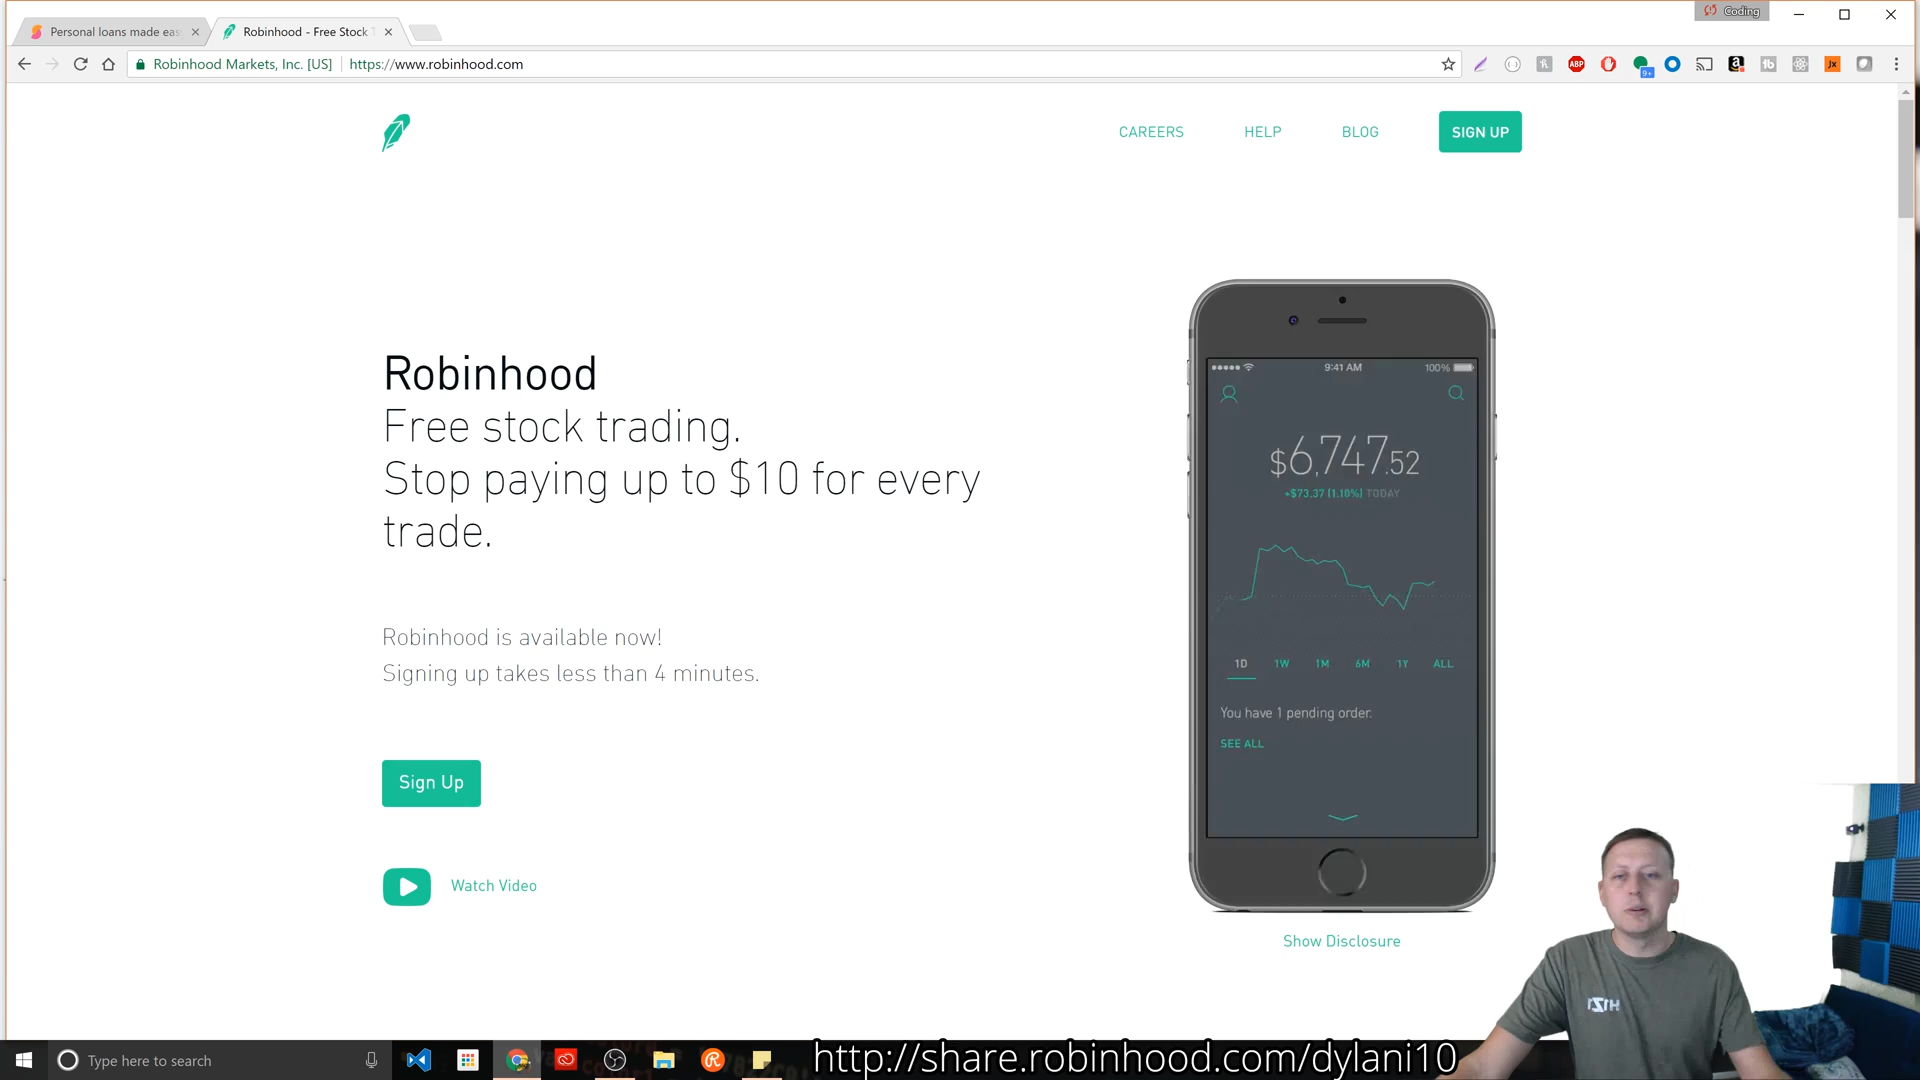 Coding
Personal loans made eas
Robinhood - Free Stock T
Robinhood Markets, Inc. [US]
https://www.robinhood.com
ABP
9+
a
tb
JX
CAREERS
HELP
BLOG
SIGN UP
Robinhood
Free stock trading.
Stop paying up to $10 for every
trade.
Robinhood is available now!
Signing up takes less than 4 minutes.
Sign Up
Watch Video
9:41 AM
100%
$6,747.52
+$73.37 (1.10%) TODAY
1D 1W 1M 6M 1Y ALL
You have 1 pending order.
SEE ALL
Show Disclosure
Type here to search
http://share.robinhood.com/dylani10